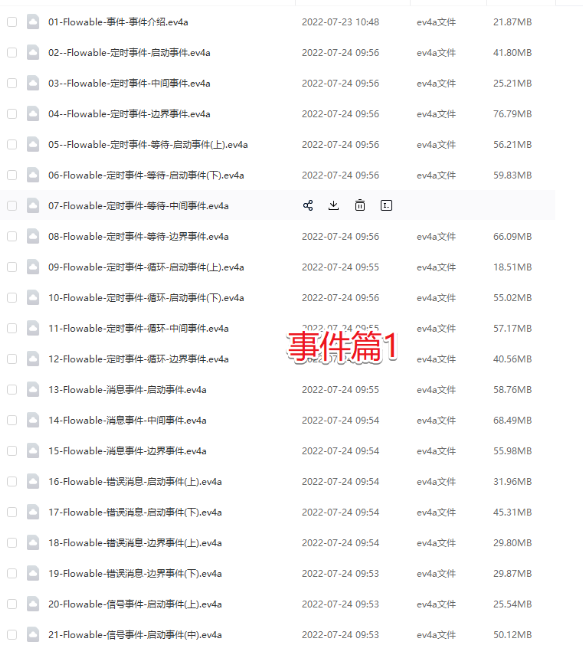 01-Flowable-事件-事件介绍.ev4a 2022-07-23 10:48 ev4a文件 21.87MB
02--Flowable-定时事件-启动事件.ev4a 2022-07-24 09:56 ev4a文件 41.80MB
03--Flowable-定时事件-中间事件.ev4a 2022-07-24 09:56 ev4a文件 25.21MB
04--Flowable-定时事件-边界事件.ev4a 2022-07-24 09:56 ev4a文件 76.79MB
05--Flowable-定时事件-等待-启动事件(上).ev4a 2022-07-24 09:56 ev4a文件 56.21MB
06-Flowable-定时事件-等待-启动事件(下).ev4a 2022-07-24 09:56 ev4a文件 59.83MB
07-Flowable-定时事件-等待-中间事件.ev4a
08-Flowable-定时事件-等待-边界事件.ev4a 2022-07-24 09:56 ev4a文件 66.09MB
09-Flowable-定时事件-循环-启动事件(上).ev4a 2022-07-24 09:55 ev4a文件 18.51MB
10-Flowable-定时事件-循环-启动事件(下).ev4a 2022-07-24 09:56 ev4a文件 55.02MB
11-Flowable-定时事件-循环-中间事件.ev4a 2022-07-24 09:55 ev4a文件 57.17MB
事件篇1
12-Flowable-定时事件-循环-边界事件.ev4a ev4a文件 40.56MB
13-Flowable-消息事件-启动事件.ev4a 2022-07-24 09:55 ev4a文件 58.76MB
14-Flowable-消息事件-中间事件.ev4a 2022-07-24 09:54 ev4a文件 68.49MB
15-Flowable-消息事件-边界事件.ev4a 2022-07-24 09:54 ev4a文件 55.98MB
16-Flowable-错误消息-启动事件(上).ev4a 2022-07-24 09:54 ev4a文件 31.96MB
17-Flowable-错误消息-启动事件(下).ev4a 2022-07-24 09:54 ev4a文件 45.31MB
18-Flowable-错误消息-边界事件(上).ev4a 2022-07-24 09:54 ev4a文件 29.80MB
19-Flowable-错误消息-边界事件(下).ev4a 2022-07-24 09:53 ev4a文件 29.87MB
20-Flowable-信号事件-启动事件(上).ev4a 2022-07-24 09:53 ev4a文件 25.54MB
21-Flowable-信号事件-启动事件(中).ev4a 2022-07-24 09:53 ev4a文件 50.12MB